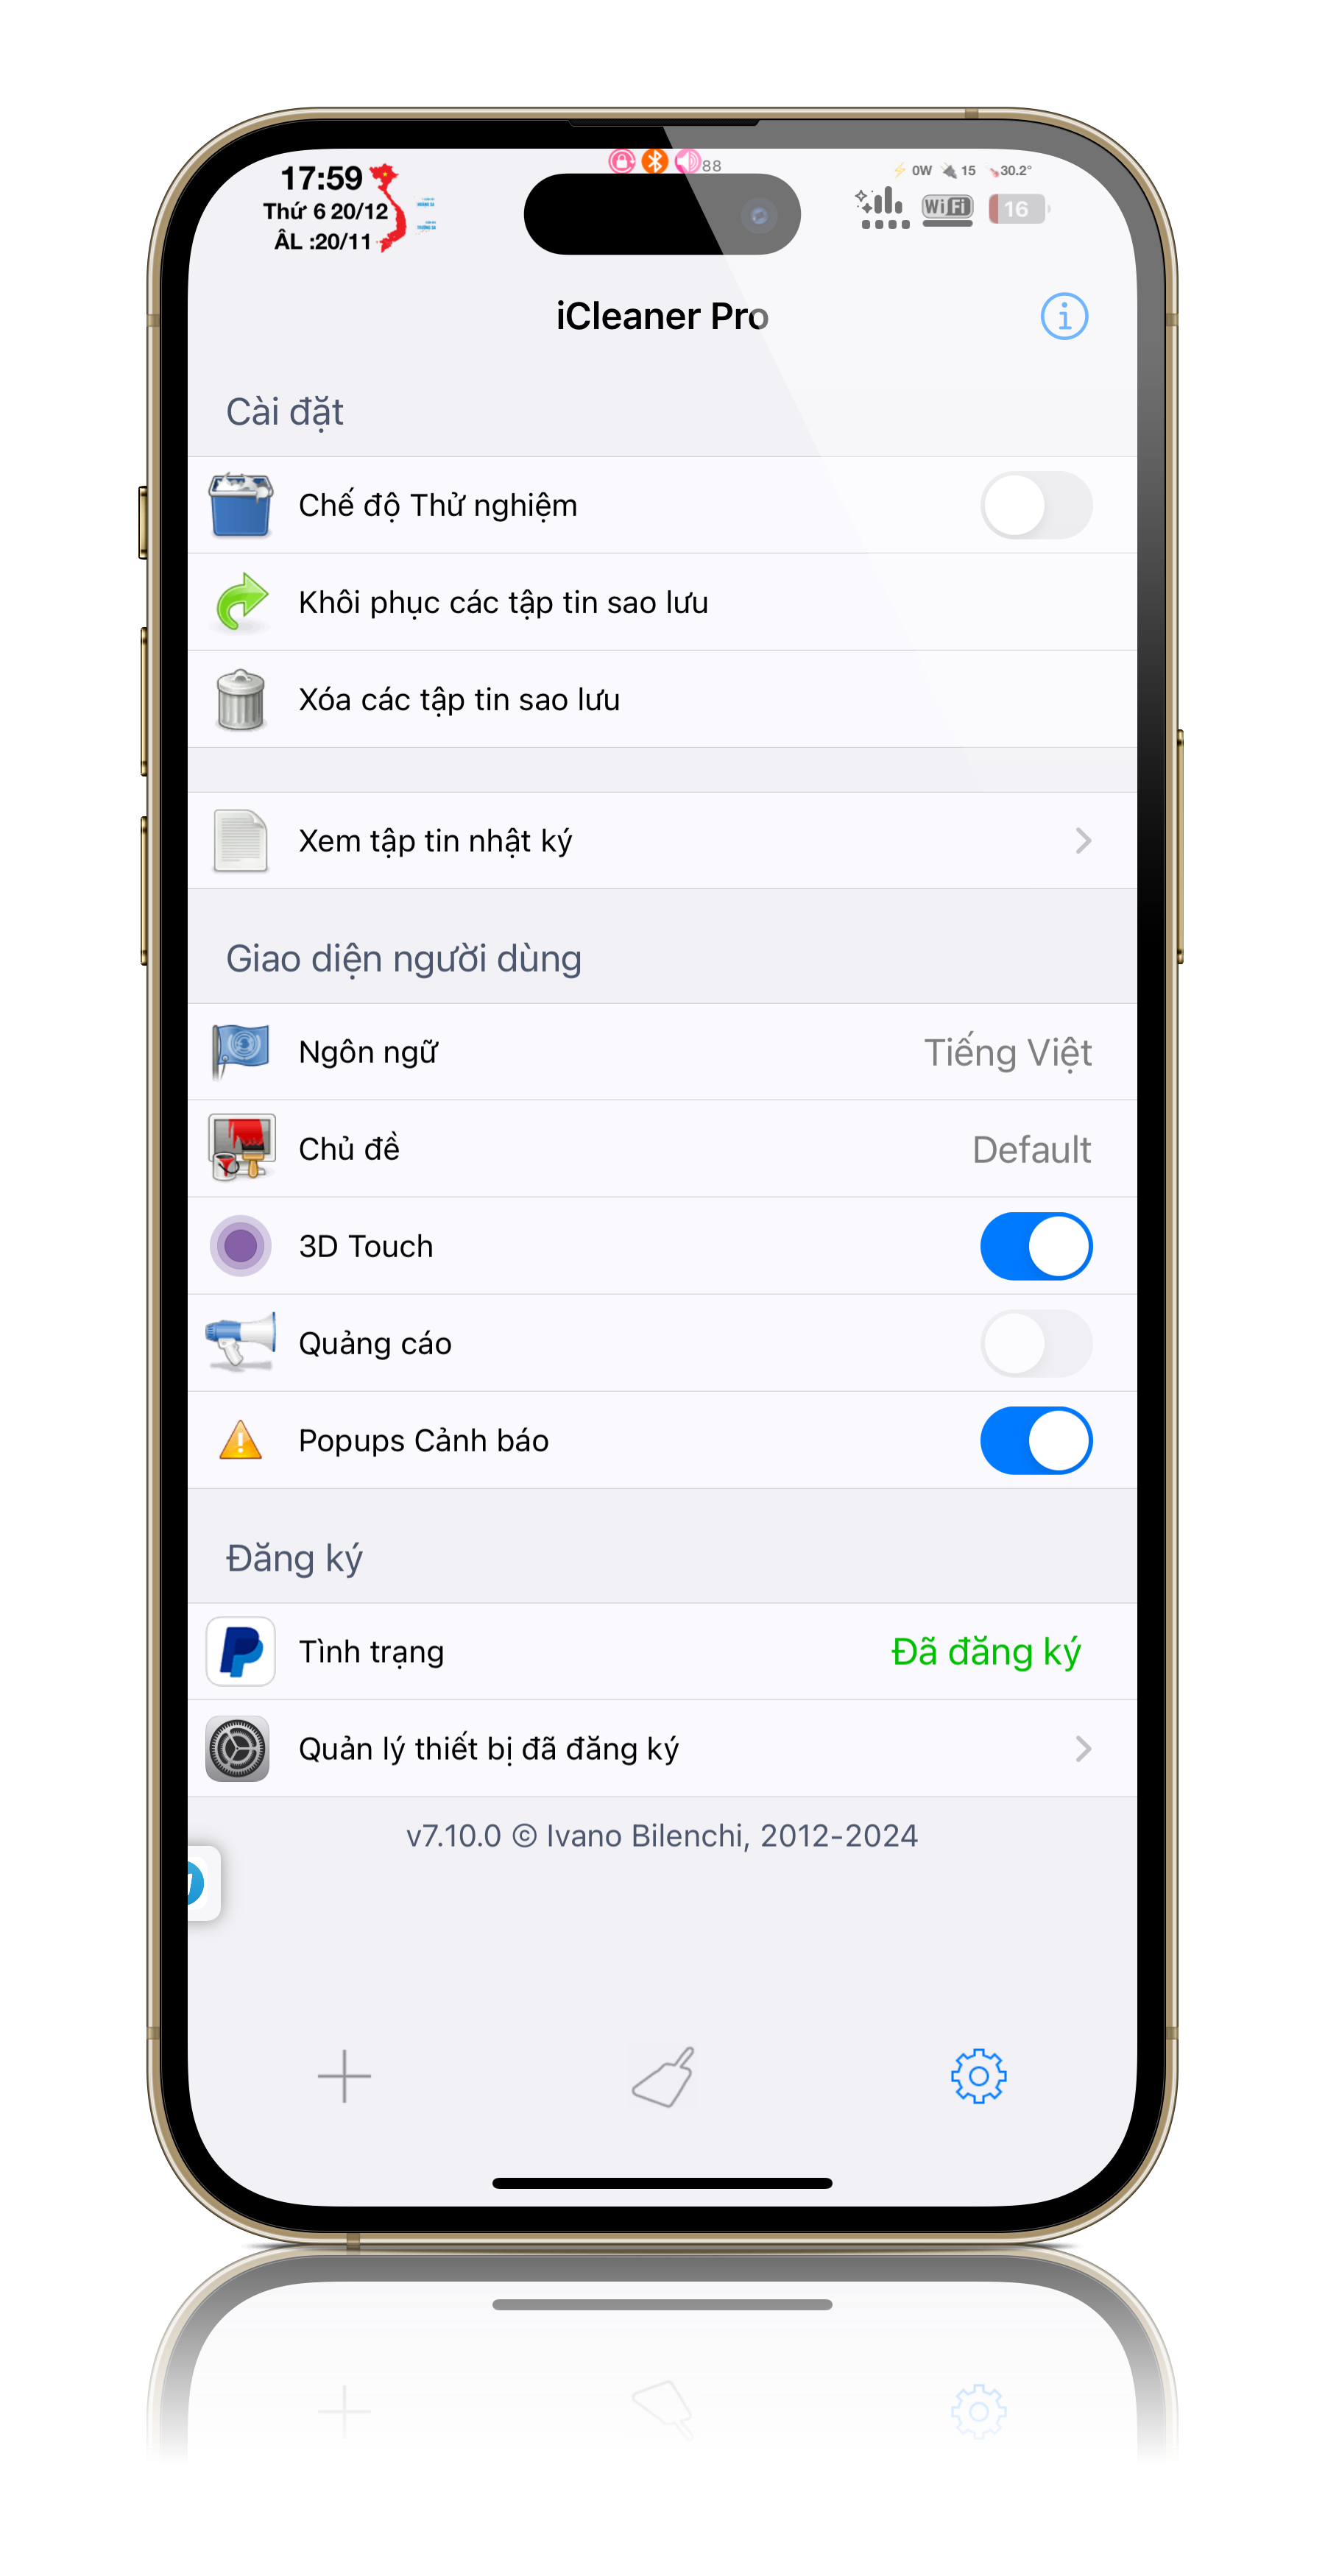 17:59
Thứ 6 20/12
ÂL :20/11
88
0W 15 30.2°
WiFi
16
iCleaner Pro
Cài đặt
Chế độ Thử nghiệm
Khôi phục các tập tin sao lưu
Xóa các tập tin sao lưu
Xem tập tin nhật ký
Giao diện người dùng
Ngôn ngữ Tiếng Việt
Chủ đề Default
3D Touch
Quảng cáo
Popups Cảnh báo
Đăng ký
Tình trạng Đã đăng ký
Quản lý thiết bị đã đăng ký
v7.10.0 © Ivano Bilenchi, 2012-2024